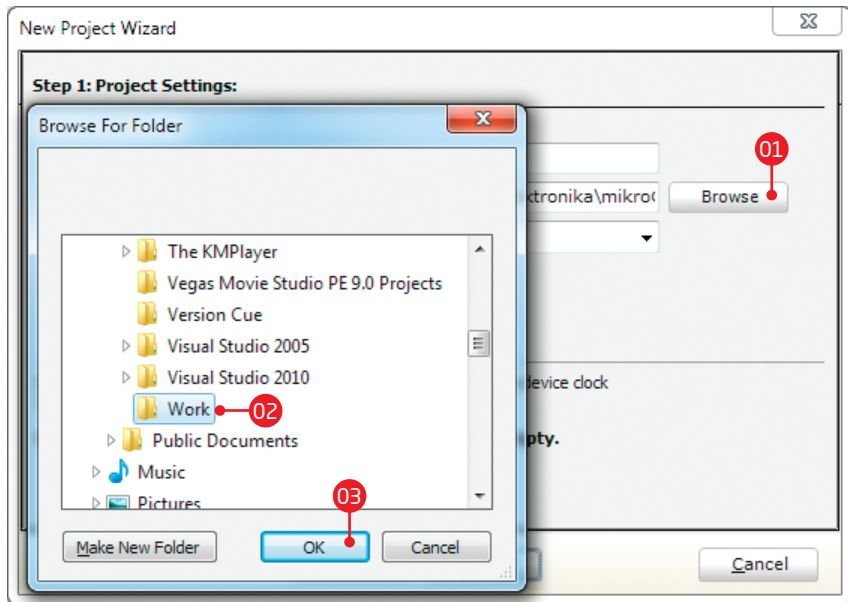 New Project Wizard
Step 1: Project Settings:
Browse For Folder
01
ktronika\mikro
Browse
The KMPlayer
Vegas Movie Studio PE 9.0 Projects
Version Cue
Visual Studio 2005
Visual Studio 2010
device clock
Work
02
Public Documents
pty.
Music
Pictures
03
Make New Folder
OK
Cancel
Cancel